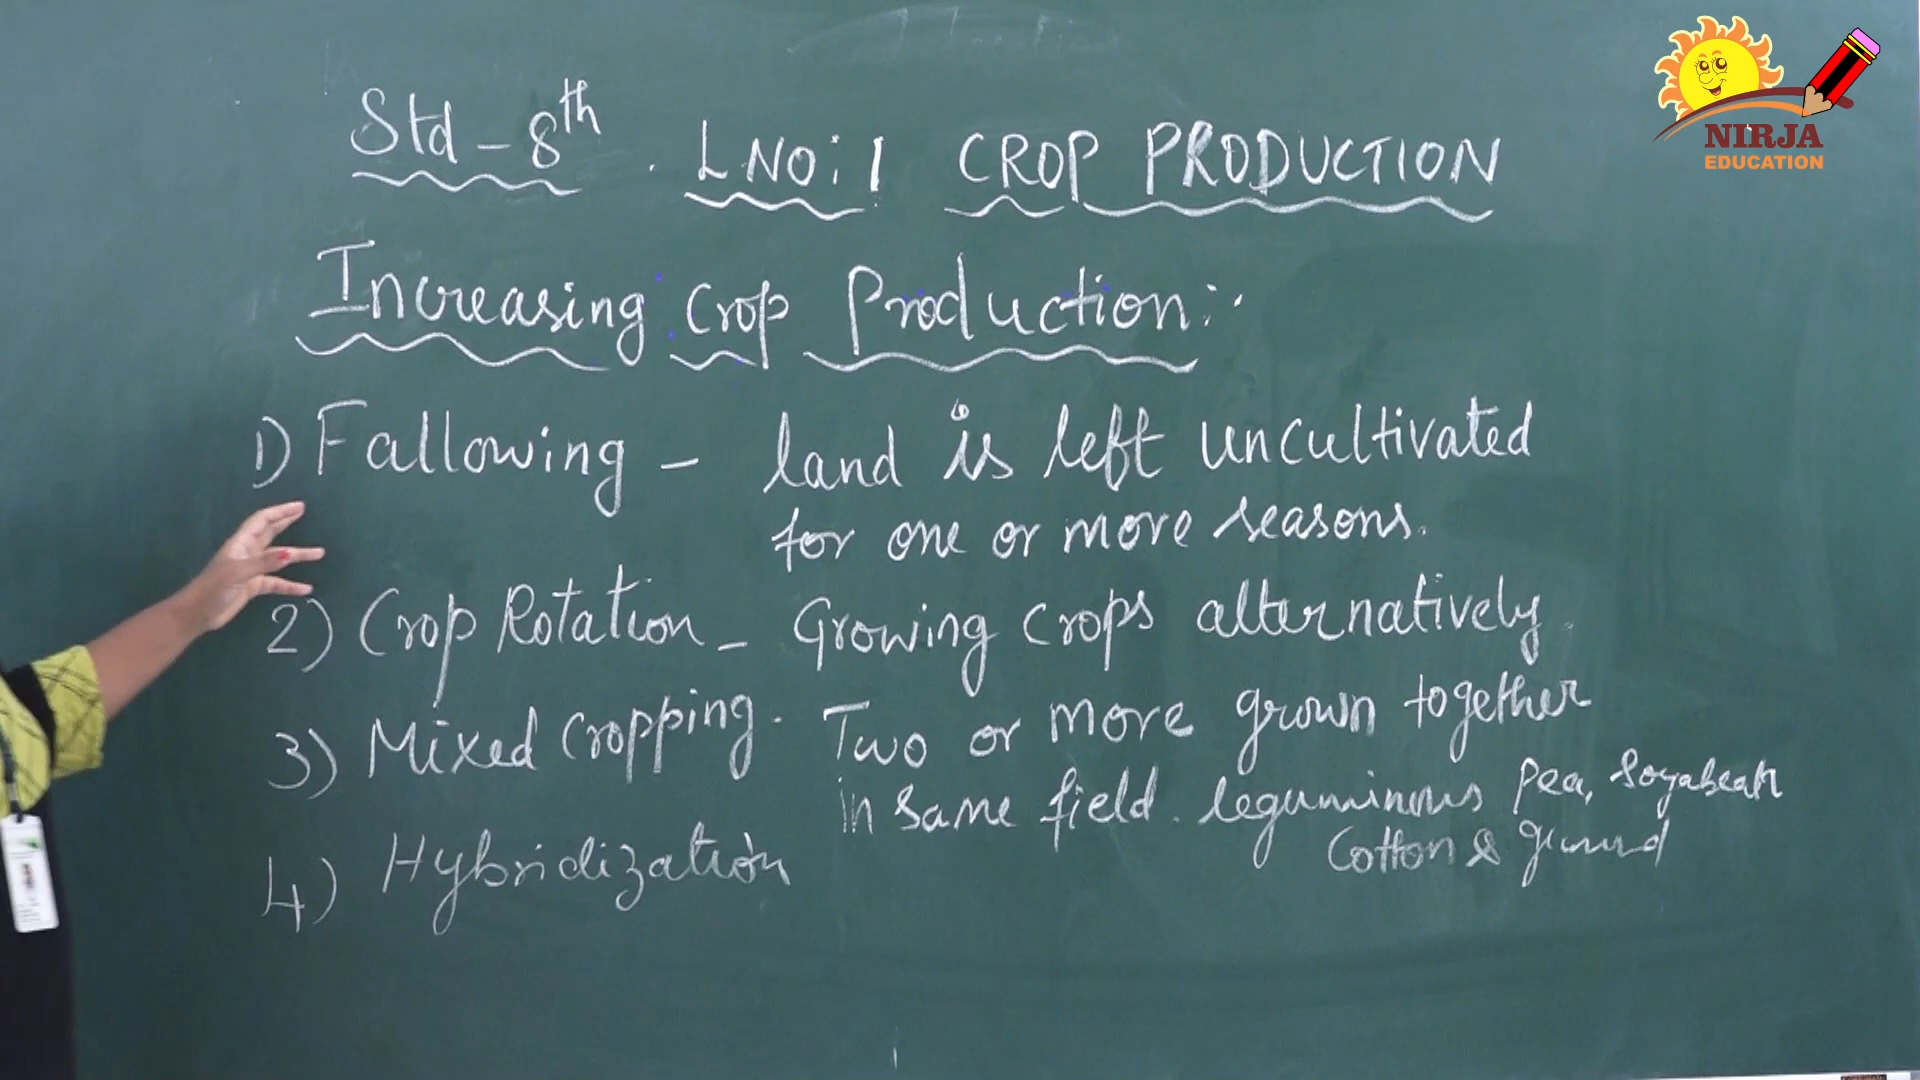 NIRJA
EDUCATION
Std - 8th . L NO: 1 CROP PRODUCTION
Increasing Crop Production:-
1) Fallowing - land is left uncultivated
for one or more seasons.
2) Crop Rotation - Growing crops alternatively.
3) Mixed Cropping. Two or more grown together
in same field. leguminous Pea, Soyabean
Cotton & ground
4) Hybridization